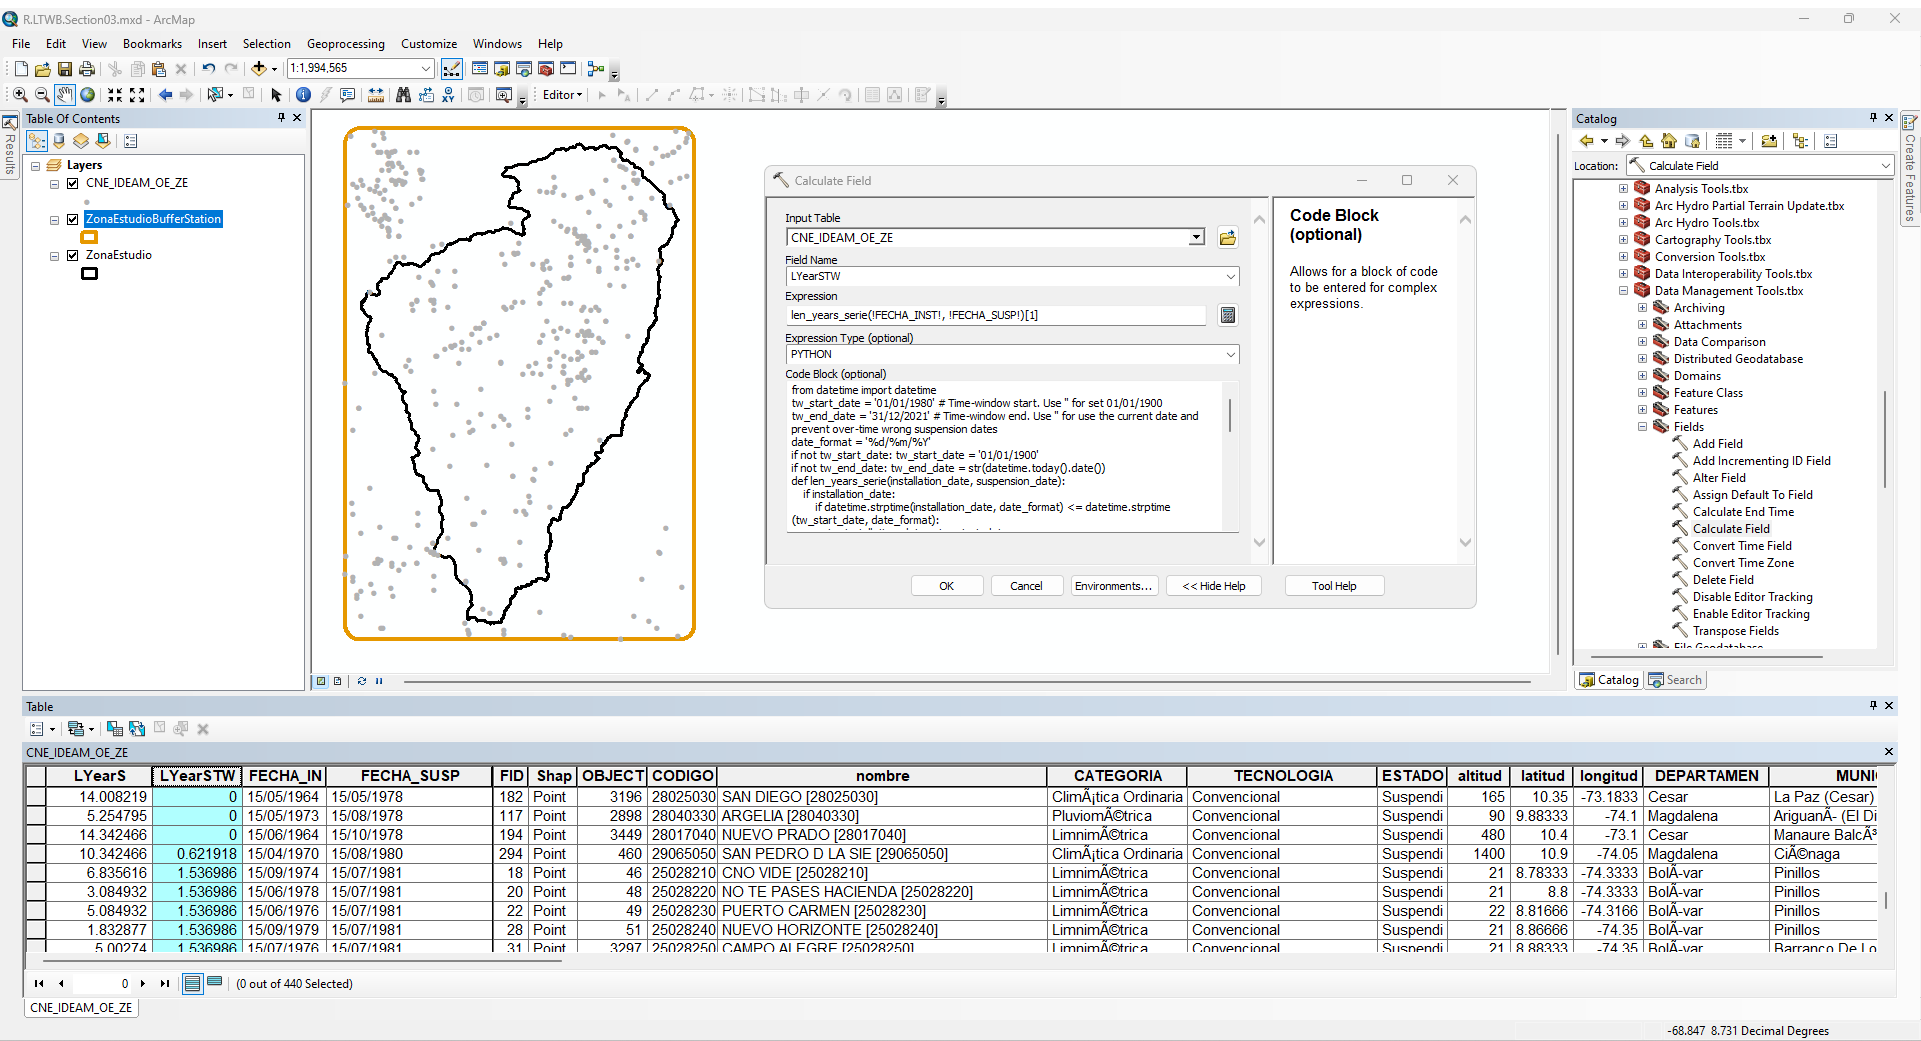 R.LTWB.Section03.mxd - ArcMap
File Edit View Bookmarks Insert Selection Geoprocessing Customize Windows Help
1:1,994,565
Editor
Results
Table Of Contents
Layers
CNE_IDEAM_OE_ZE
ZonaEstudioBufferStation
ZonaEstudio
Calculate Field
Input Table
CNE_IDEAM_OE_ZE
Field Name
LYearSTW
Expression
len_years_serie(!FECHA_INST!, !FECHA_SUSP!)[1]
Expression Type (optional)
PYTHON
Code Block (optional)
from datetime import datetime
tw_start_date = '01/01/1980' # Time-window start. Use '' for set 01/01/1900
tw_end_date = '31/12/2021' # Time-window end. Use '' for use the current date and
prevent over-time wrong suspension dates
date_format = '%d/%m/%Y'
if not tw_start_date: tw_start_date = '01/01/1900'
if not tw_end_date: tw_end_date = str(datetime.today().date())
def len_years_serie(installation_date, suspension_date):
if installation_date:
if datetime.strptime(installation_date, date_format) <= datetime.strptime
(tw_start_date, date_format):
Code Block
(optional)
Allows for a block of code
to be entered for complex
expressions.
OK Cancel Environments... << Hide Help Tool Help
Catalog
Location: Calculate Field
Analysis Tools.tbx
Arc Hydro Partial Terrain Update.tbx
Arc Hydro Tools.tbx
Cartography Tools.tbx
Conversion Tools.tbx
Data Interoperability Tools.tbx
Data Management Tools.tbx
Archiving
Attachments
Data Comparison
Distributed Geodatabase
Domains
Feature Class
Features
Fields
Add Field
Add Incrementing ID Field
Alter Field
Assign Default To Field
Calculate End Time
Calculate Field
Convert Time Field
Convert Time Zone
Delete Field
Disable Editor Tracking
Enable Editor Tracking
Transpose Fields
File Geodatabase
Catalog Search
Create Features
Table
CNE_IDEAM_OE_ZE
LYearS LYearSTW FECHA_IN FECHA_SUSP FID Shap OBJECT CODIGO nombre CATEGORIA TECNOLOGIA ESTADO altitud latitud longitud DEPARTAMEN MUNI
14.008219 0 15/05/1964 15/05/1978 182 Point 3196 28025030 SAN DIEGO [28025030] ClimÃ¡tica Ordinaria Convencional Suspendi 165 10.35 -73.1833 Cesar La Paz (Cesar)
5.254795 0 15/05/1973 15/08/1978 117 Point 2898 28040330 ARGELIA [28040330] PluviomÃ©trica Convencional Suspendi 90 9.88333 -74.1 Magdalena AriguanÃ- (El Di
14.342466 0 15/06/1964 15/10/1978 194 Point 3449 28017040 NUEVO PRADO [28017040] LimnimÃ©trica Convencional Suspendi 480 10.4 -73.1 Cesar Manaure BalcÃ³
10.342466 0.621918 15/04/1970 15/08/1980 294 Point 460 29065050 SAN PEDRO D LA SIE [29065050] ClimÃ¡tica Ordinaria Convencional Suspendi 1400 10.9 -74.05 Magdalena CiÃ©naga
6.835616 1.536986 15/09/1974 15/07/1981 18 Point 46 25028210 CNO VIDE [25028210] LimnimÃ©trica Convencional Suspendi 21 8.78333 -74.3333 BolÃ-var Pinillos
3.084932 1.536986 15/06/1978 15/07/1981 20 Point 48 25028220 NO TE PASES HACIENDA [25028220] LimnimÃ©trica Convencional Suspendi 21 8.8 -74.3333 BolÃ-var Pinillos
5.084932 1.536986 15/06/1976 15/07/1981 22 Point 49 25028230 PUERTO CARMEN [25028230] LimnimÃ©trica Convencional Suspendi 22 8.81666 -74.3166 BolÃ-var Pinillos
1.832877 1.536986 15/09/1979 15/07/1981 28 Point 51 25028240 NUEVO HORIZONTE [25028240] LimnimÃ©trica Convencional Suspendi 21 8.86666 -74.35 BolÃ-var Pinillos
5.00274 1.536986 15/07/1976 15/07/1981 31 Point 3297 25028250 CAMPO ALEGRE [25028250] LimnimÃ©trica Convencional Suspendi 21 8.88333 -74.35 BolÃ-var Barranco De Lo
0 (0 out of 440 Selected)
CNE_IDEAM_OE_ZE
-68.847 8.731 Decimal Degrees